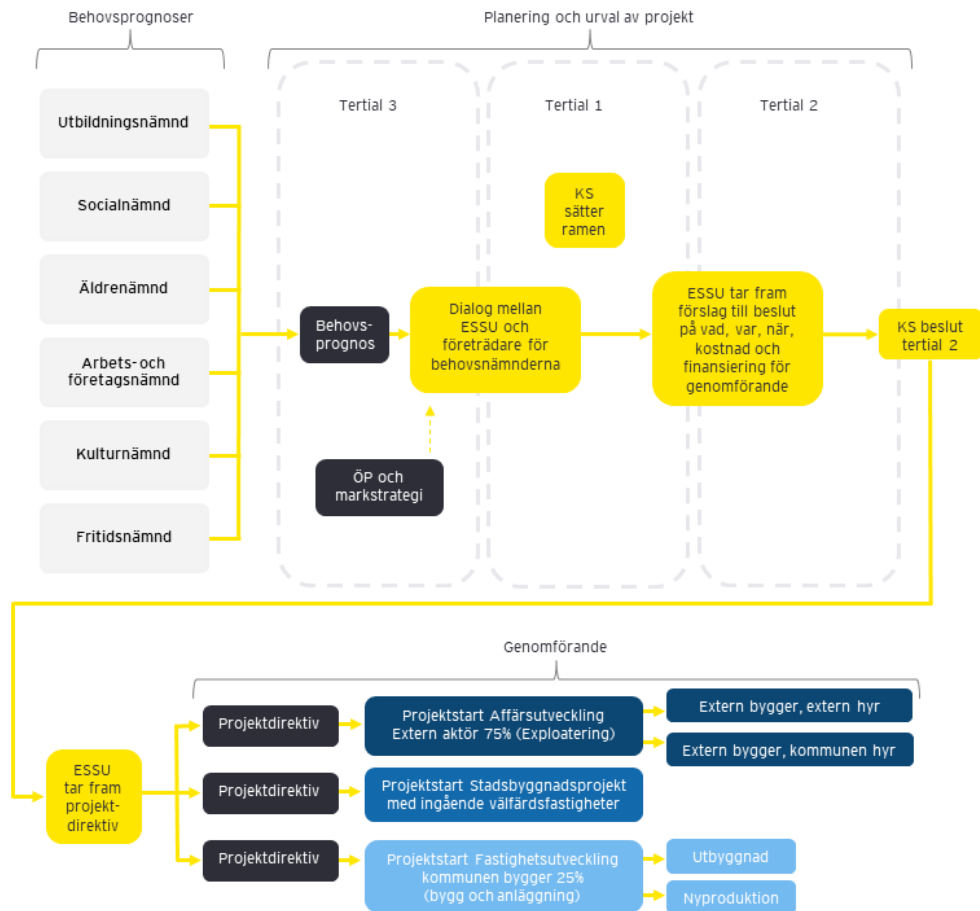 Behovsprognoser
Planering och urval av projekt
Utbildningsnämnd
Socialnämnd
Äldrenämnd
Arbets- och
företagsnämnd
Kulturnämnd
Fritidsnämnd
Tertial 3
Tertial 1
Tertial 2
KS
sätter
ramen
Behovs-
prognos
Dialog mellan
ESSU och
företrädare för
behovsnämnderna
ESSU tar fram
förslag till beslut
på vad, var, när,
kostnad och
finansiering för
genomförande
KS beslut
tertial 2
ÖP och
markstrategi
Genomförande
ESSU
tar fram
projekt-
direktiv
Projektdirektiv
Projektstart Affärsutveckling
Extern aktör 75% (Exploatering)
Extern bygger, extern hyr
Extern bygger, kommunen hyr
Projektdirektiv
Projektstart Stadsbyggnadsprojekt
med ingående välfärdsfastigheter
Projektdirektiv
Projektstart Fastighetsutveckling
kommunen bygger 25%
(bygg och anläggning)
Utbyggnad
Nyproduktion